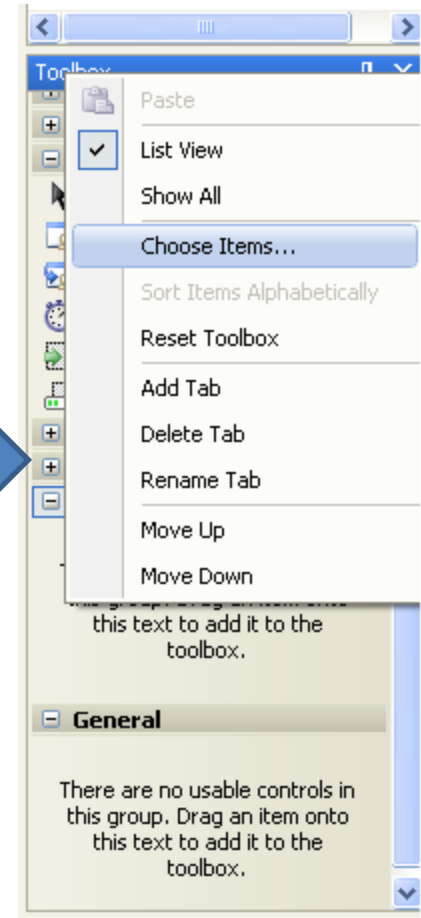 Toolbox
Paste
List View
Show All
Choose Items...
Sort Items Alphabetically
Reset Toolbox
Add Tab
Delete Tab
Rename Tab
Move Up
Move Down
this group. Drag an item onto
this text to add it to the
toolbox.
General
There are no usable controls in
this group. Drag an item onto
this text to add it to the
toolbox.